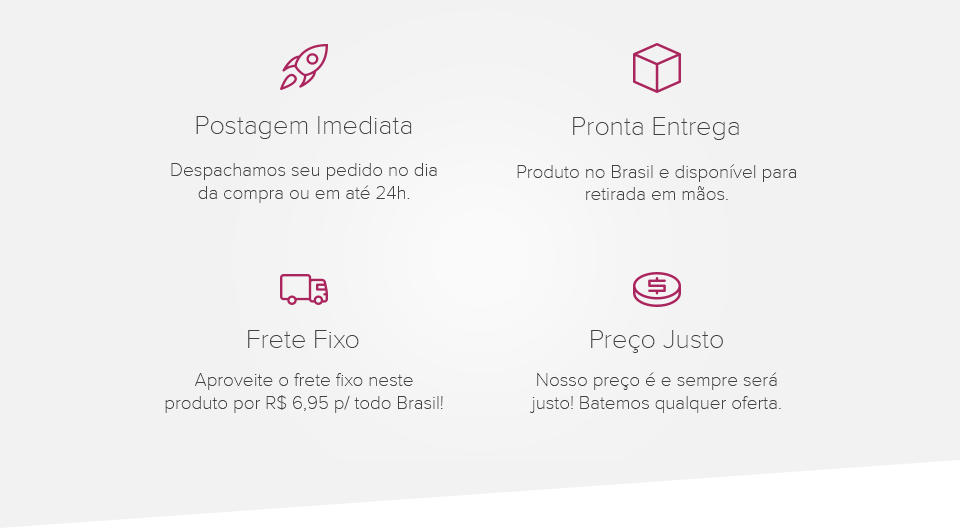 Postagem Imediata
Despachamos seu pedido no dia
da compra ou em até 24h.
Pronta Entrega
Produto no Brasil e disponível para
retirada em mãos.
Frete Fixo
Aproveite o frete fixo neste
produto por R$ 6,95 p/ todo Brasil!
Preço Justo
Nosso preço é e sempre será
justo! Batemos qualquer oferta.